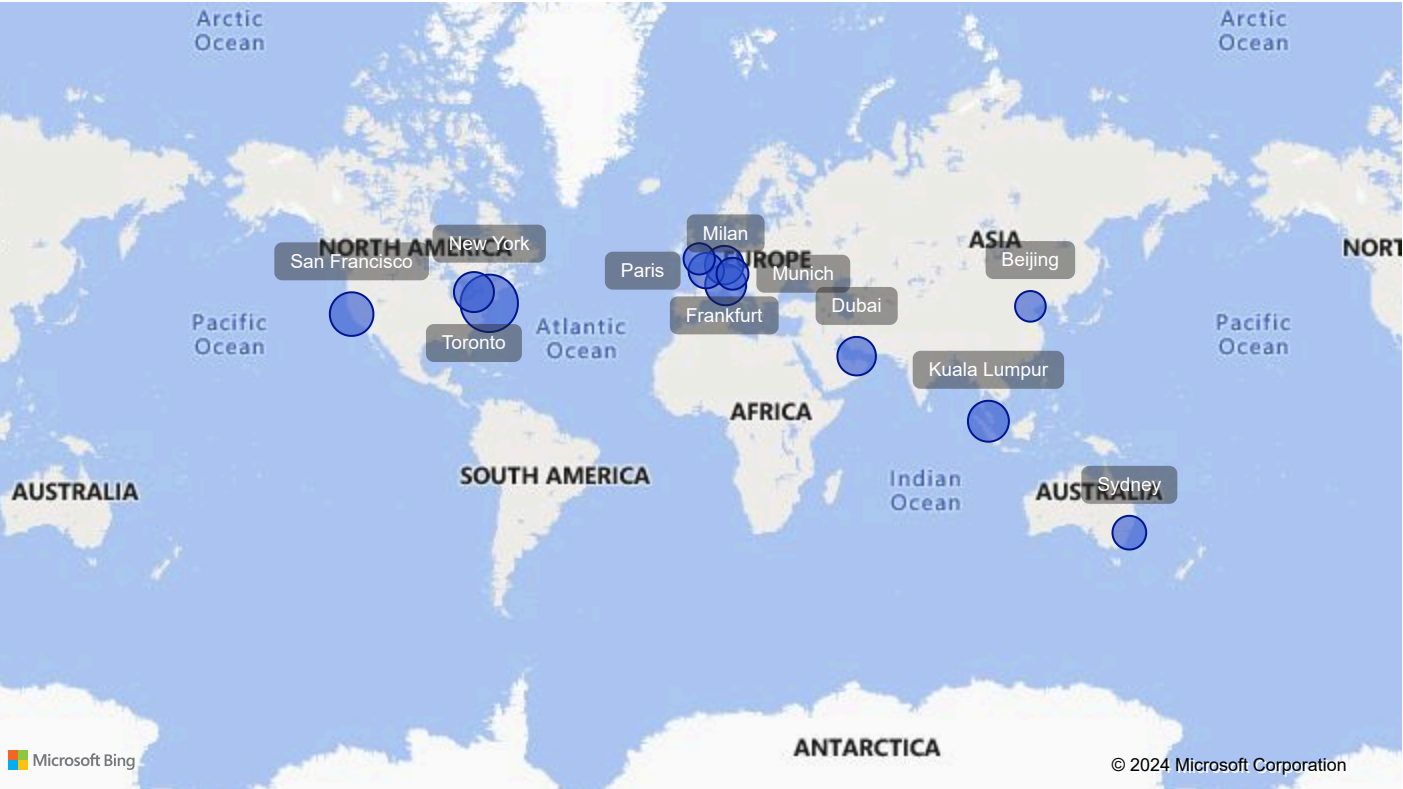 Arctic
Ocean
Arctic
Ocean
Milan
NORTH AMERICA
New York
San Francisco
Paris
EUROPE
Munich
ASIA
Beijing
NORT
Dubai
Frankfurt
Pacific
Ocean
Toronto
Atlantic
Ocean
Pacific
Ocean
Kuala Lumpur
AFRICA
SOUTH AMERICA
Indian
Ocean
AUSTRALIA
AUSTRALIA
Sydney
ANTARCTICA
Microsoft Bing
© 2024 Microsoft Corporation